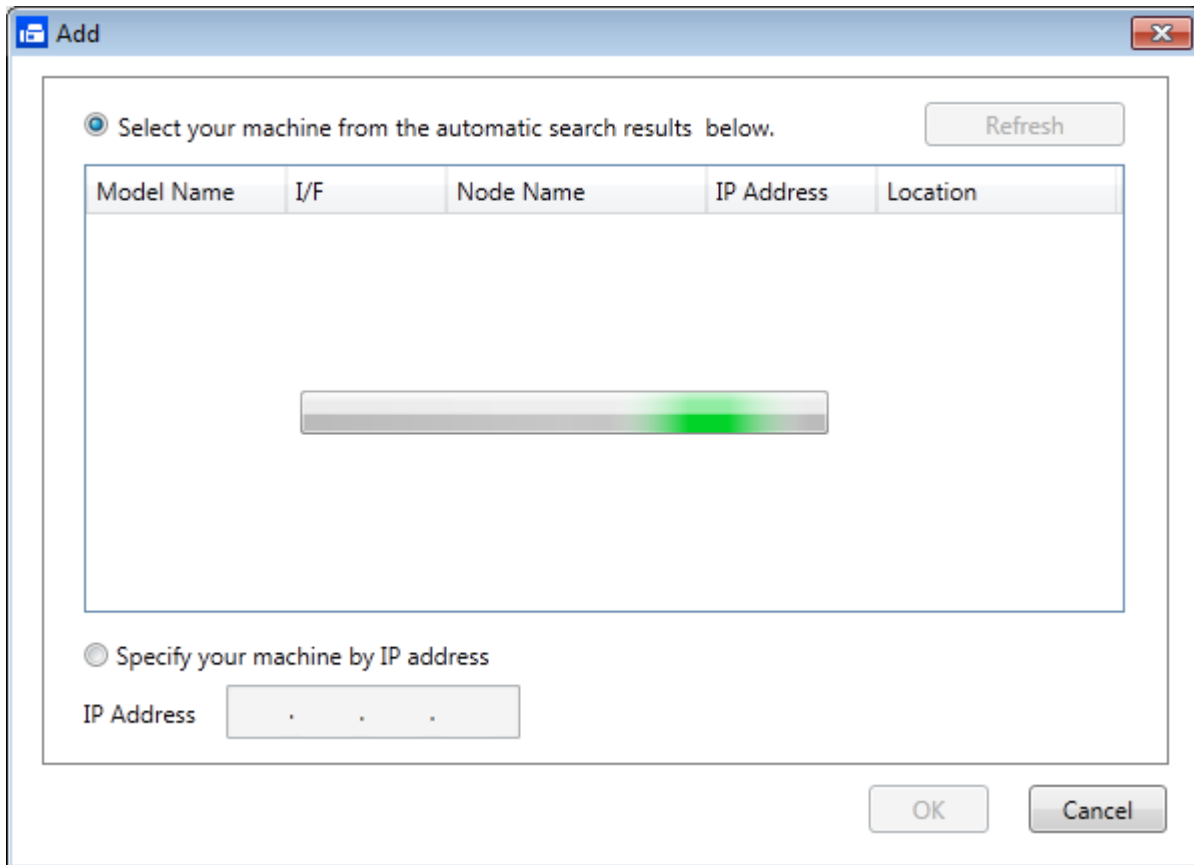 Add
Select your machine from the automatic search results below.
Refresh
Model Name I/F Node Name IP Address Location
Specify your machine by IP address
IP Address . . .
OK Cancel